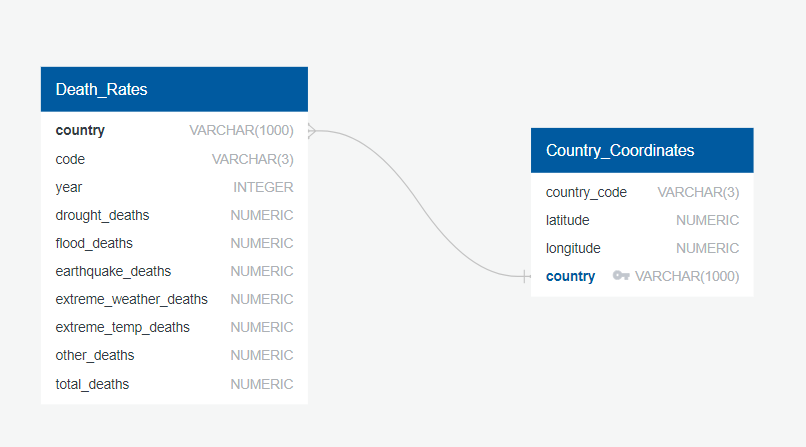 Death_Rates
country VARCHAR(1000)
code VARCHAR(3)
year INTEGER
drought_deaths NUMERIC
flood_deaths NUMERIC
earthquake_deaths NUMERIC
extreme_weather_deaths NUMERIC
extreme_temp_deaths NUMERIC
other_deaths NUMERIC
total_deaths NUMERIC
Country_Coordinates
country_code VARCHAR(3)
latitude NUMERIC
longitude NUMERIC
country VARCHAR(1000)